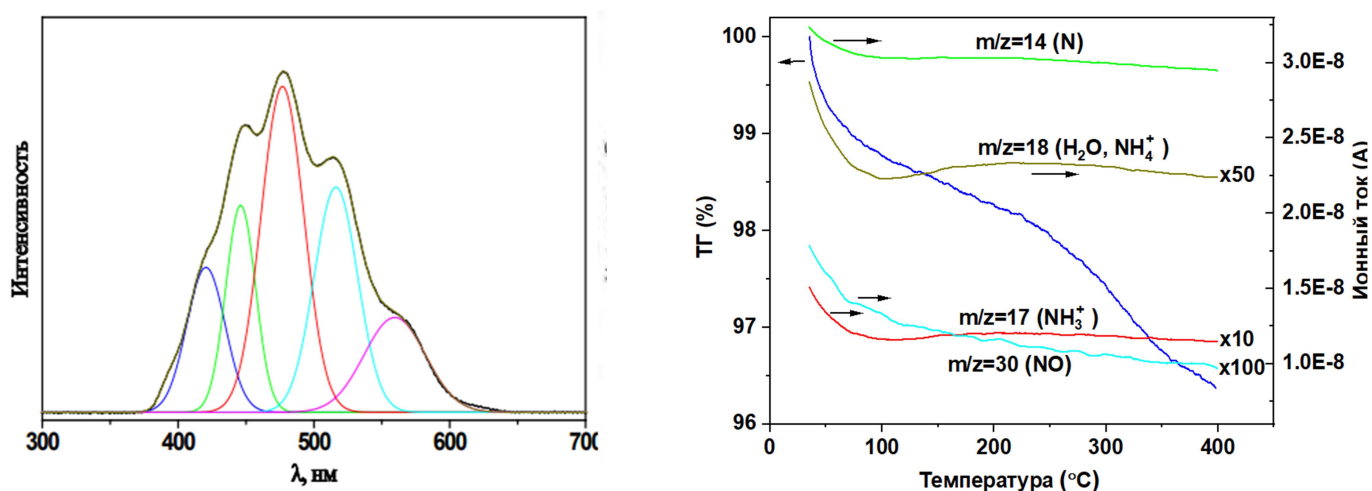 Интенсивность
300
400
500
600
λ, нм
100
99
98
97
96
ТГ (%)
0
100
200
300
400
Температура (°C)
m/z=14 (N)
m/z=18 (H₂O, NH₄⁺ )
x50
m/z=17 (NH₃⁺ )
x10
m/z=30 (NO)
x100
3.0E-8
2.5E-8
2.0E-8
1.5E-8
1.0E-8
Ионный ток (А)